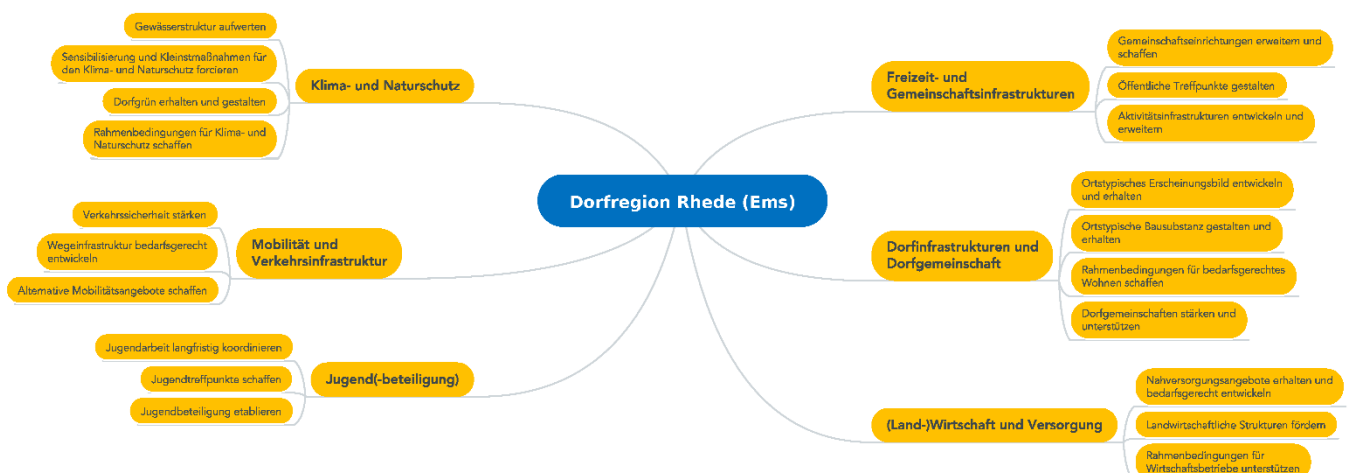 Gewässerstruktur aufwerten
Sensibilisierung und Kleinstmaßnahmen für
den Klima- und Naturschutz forcieren
Dorfgrün erhalten und gestalten
Rahmenbedingungen für Klima- und
Naturschutz schaffen
Klima- und Naturschutz
Verkehrssicherheit stärken
Wegeinfrastruktur bedarfsgerecht
entwickeln
Alternative Mobilitätsangebote schaffen
Mobilität und
Verkehrsinfrastruktur
Jugendarbeit langfristig koordinieren
Jugendtreffpunkte schaffen
Jugendbeteiligung etablieren
Jugend(-beteiligung)
Dorfregion Rhede (Ems)
Freizeit- und
Gemeinschaftsinfrastrukturen
Gemeinschaftseinrichtungen erweitern und
schaffen
Öffentliche Treffpunkte gestalten
Aktivitätsinfrastrukturen entwickeln und
erweitern
Dorfinfrastrukturen und
Dorfgemeinschaft
Ortstypisches Erscheinungsbild entwickeln
und erhalten
Ortstypische Bausubstanz gestalten und
erhalten
Rahmenbedingungen für bedarfsgerechtes
Wohnen schaffen
Dorfgemeinschaften stärken und
unterstützen
(Land-)Wirtschaft und Versorgung
Nahversorgungsangebote erhalten und
bedarfsgerecht entwickeln
Landwirtschaftliche Strukturen fördern
Rahmenbedingungen für
Wirtschaftsbetriebe unterstützen